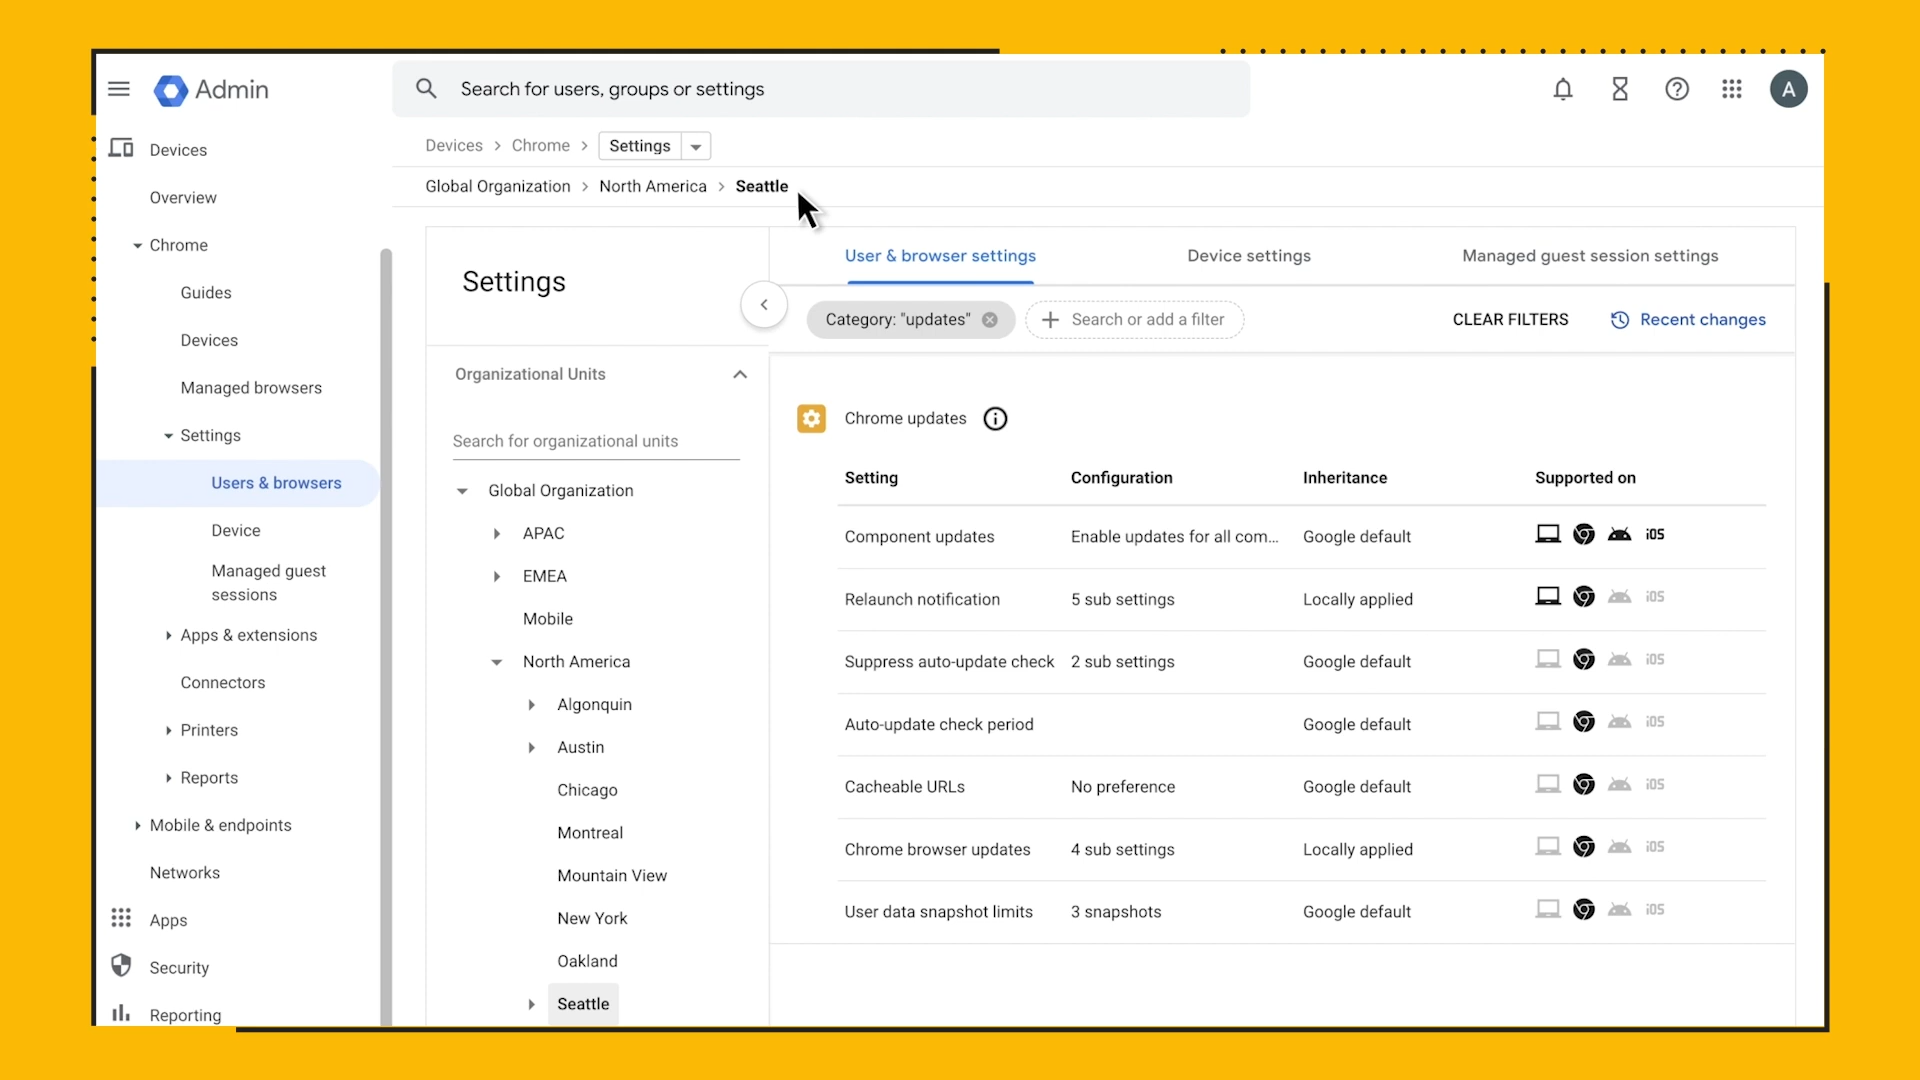 Admin
Search for users, groups or settings
A
Devices
Overview
Chrome
Guides
Devices
Managed browsers
Settings
Users & browsers
Device
Managed guest
sessions
Apps & extensions
Connectors
Printers
Reports
Mobile & endpoints
Networks
Apps
Security
Reporting
Devices > Chrome > Settings
Global Organization > North America > Seattle
Settings
Organizational Units
Search for organizational units
Global Organization
APAC
EMEA
Mobile
North America
Algonquin
Austin
Chicago
Montreal
Mountain View
New York
Oakland
Seattle
User & browser settings Device settings Managed guest session settings
Category: "updates" Search or add a filter CLEAR FILTERS Recent changes
Chrome updates
Setting Configuration Inheritance Supported on
Component updates Enable updates for all com... Google default iOS
Relaunch notification 5 sub settings Locally applied iOS
Suppress auto-update check 2 sub settings Google default iOS
Auto-update check period Google default iOS
Cacheable URLs No preference Google default iOS
Chrome browser updates 4 sub settings Locally applied iOS
User data snapshot limits 3 snapshots Google default iOS